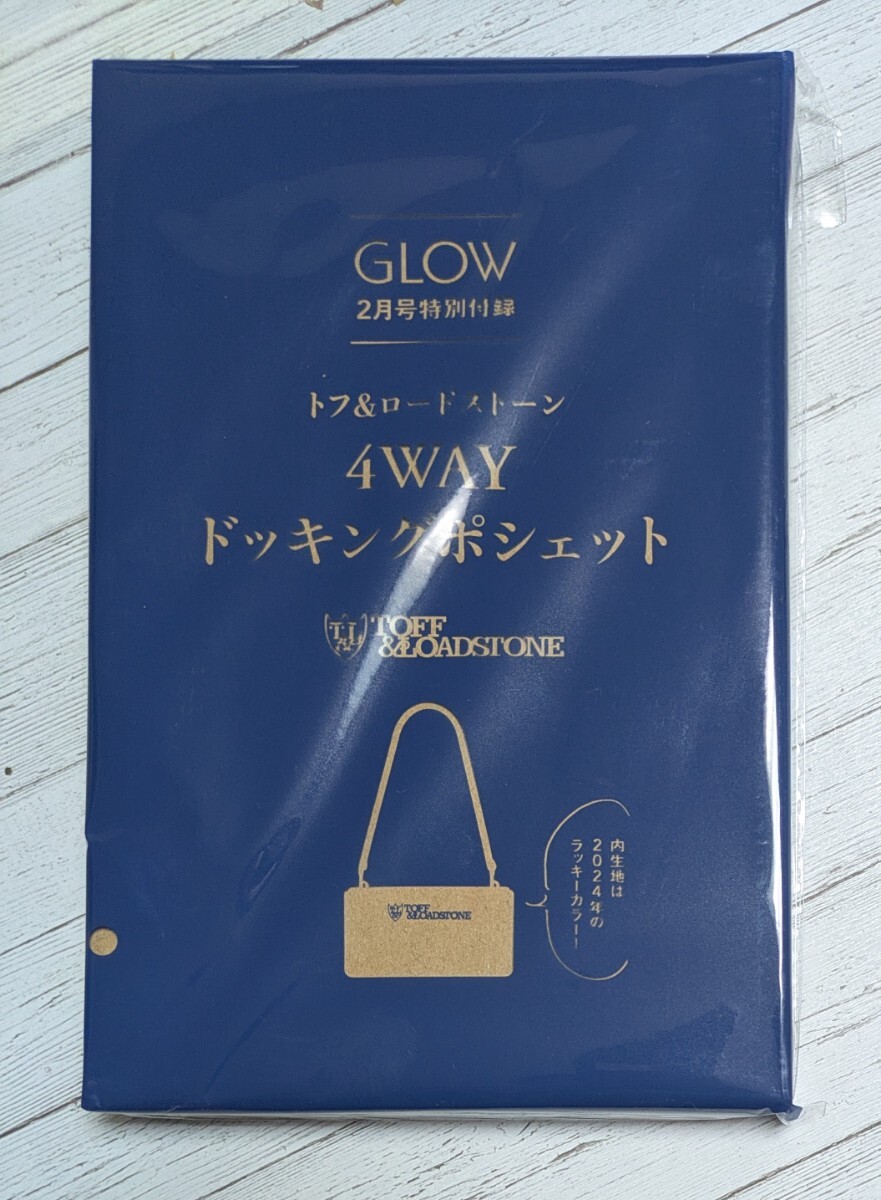 GLOW
2月号特別付録
トフ&ロードストーン
4WAY
ドッキングポシェット
TOFF
&LOADSTONE
TOFF
&LOADSTONE
内生地は
2024年の
ラッキーカラー!